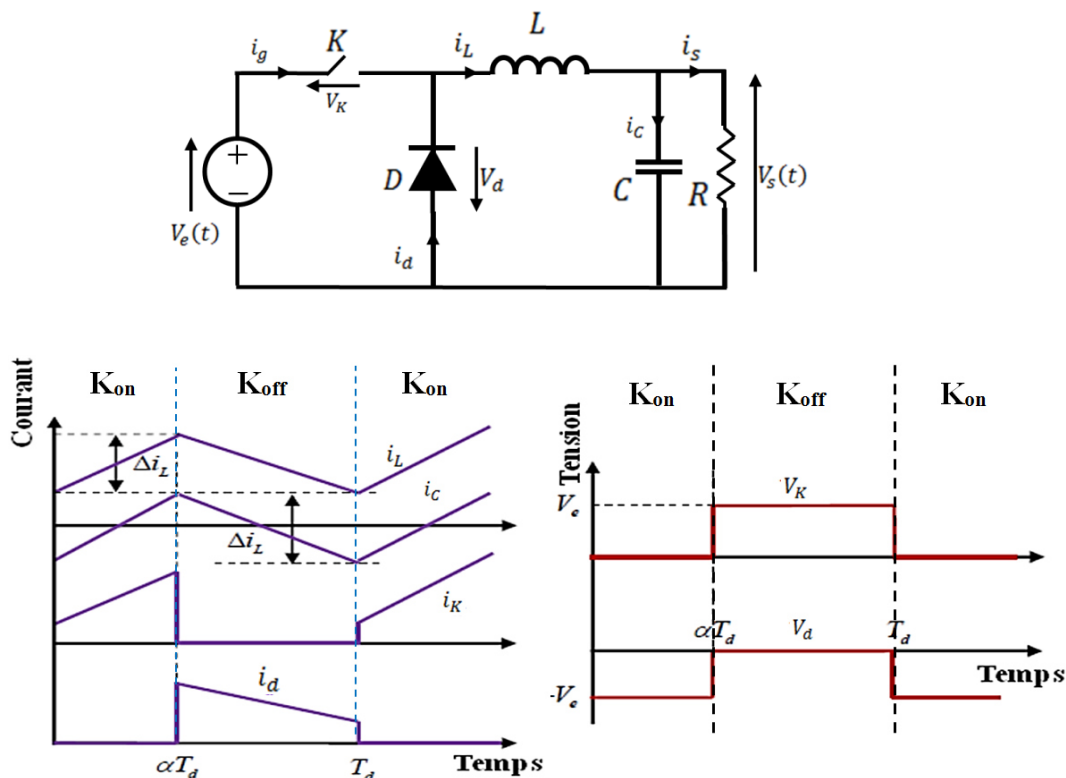 L
i_g K i_L i_s
V_K
+
−
V_e(t)
D V_d
i_d
i_C
C R V_s(t)
K_on K_off K_on
Courant
Δi_L
i_L
i_C
Δi_L
i_K
i_d
αT_d T_d Temps
K_on K_off K_on
Tension
V_e V_K
αT_d V_d T_d
Temps
-V_e